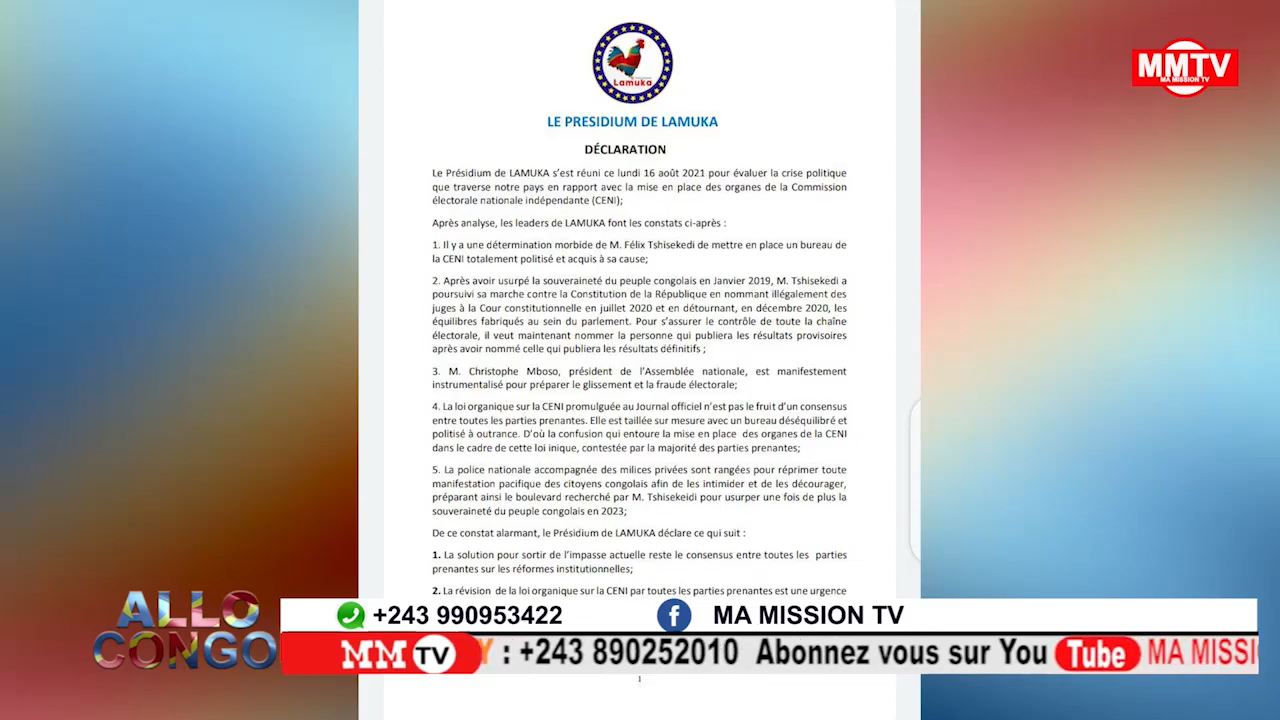 Lamuka
MMTV
MA MISSION TV
LE PRESIDIUM DE LAMUKA
DÉCLARATION
Le Présidium de LAMUKA s’est réuni ce lundi 16 août 2021 pour évaluer la crise politique
que traverse notre pays en rapport avec la mise en place des organes de la Commission
électorale nationale indépendante (CENI);
Après analyse, les leaders de LAMUKA font les constats ci-après :
1. Il y a une détermination morbide de M. Félix Tshisekedi de mettre en place un bureau de
la CENI totalement politisé et acquis à sa cause;
2. Après avoir usurpé la souveraineté du peuple congolais en Janvier 2019, M. Tshisekedi a
poursuivi sa marche contre la Constitution de la République en nommant illégalement des
juges à la Cour constitutionnelle en juillet 2020 et en détournant, en décembre 2020, les
équilibres fabriqués au sein du parlement. Pour s’assurer le contrôle de toute la chaîne
électorale, il veut maintenant nommer la personne qui publiera les résultats provisoires
après avoir nommé celle qui publiera les résultats définitifs ;
3. M. Christophe Mboso, président de l’Assemblée nationale, est manifestement
instrumentalisé pour préparer le glissement et la fraude électorale;
4. La loi organique sur la CENI promulguée au Journal officiel n’est pas le fruit d’un consensus
entre toutes les parties prenantes. Elle est taillée sur mesure avec un bureau déséquilibré et
politisé à outrance. D’où la confusion qui entoure la mise en place des organes de la CENI
dans le cadre de cette loi inique, contestée par la majorité des parties prenantes;
5. La police nationale accompagnée des milices privées sont rangées pour réprimer toute
manifestation pacifique des citoyens congolais afin de les intimider et de les décourager,
préparant ainsi le boulevard recherché par M. Tshisekeidi pour usurper une fois de plus la
souveraineté du peuple congolais en 2023;
De ce constat alarmant, le Présidium de LAMUKA déclare ce qui suit :
1. La solution pour sortir de l’impasse actuelle reste le consensus entre toutes les parties
prenantes sur les réformes institutionnelles;
2. La révision de la loi organique sur la CENI par toutes les parties prenantes est une urgence
ALLO
CONGO
+243 990953422 MA MISSION TV
MM TV Y : +243 890252010 Abonnez vous sur You Tube MA MISSI
1